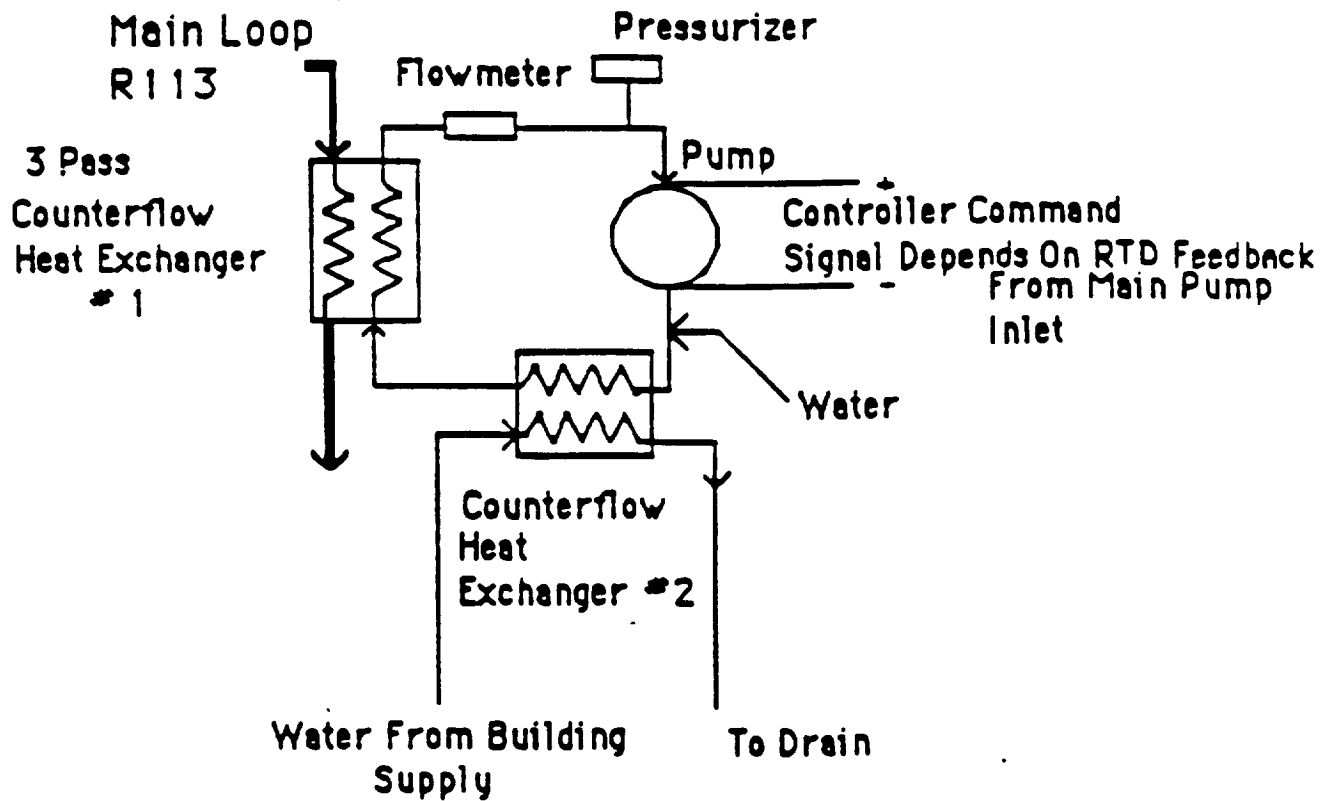 Main Loop
R113
Pressurizer
Flowmeter
3 Pass
Counterflow
Heat Exchanger
# 1
Pump
+
Controller Command
Signal Depends On RTD Feedback
-
From Main Pump
Inlet
Water
Counterflow
Heat
Exchanger #2
Water From Building
Supply
To Drain